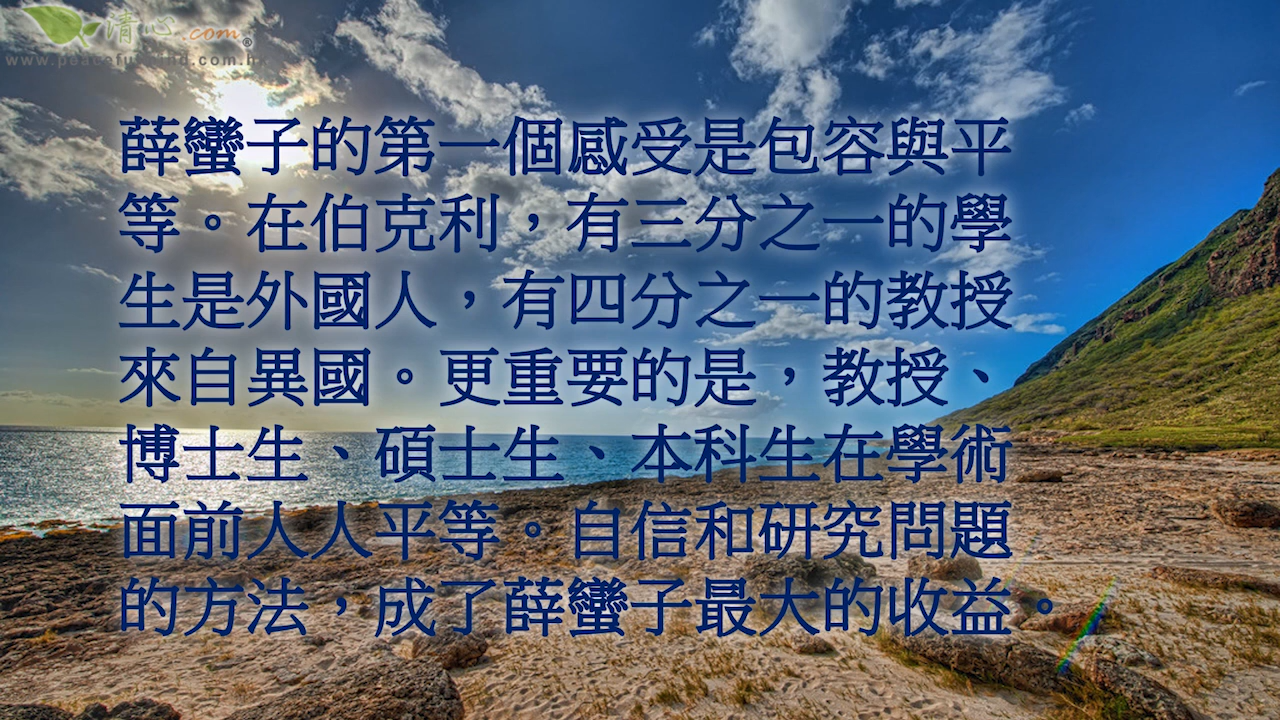 清心.com®
www.peacefulmind.com.hk
薛蠻子的第一個感受是包容與平
等。在伯克利，有三分之一的學
生是外國人，有四分之一的教授
來自異國。更重要的是，教授、
博士生、碩士生、本科生在學術
面前人人平等。自信和研究問題
的方法，成了薛蠻子最大的收益。